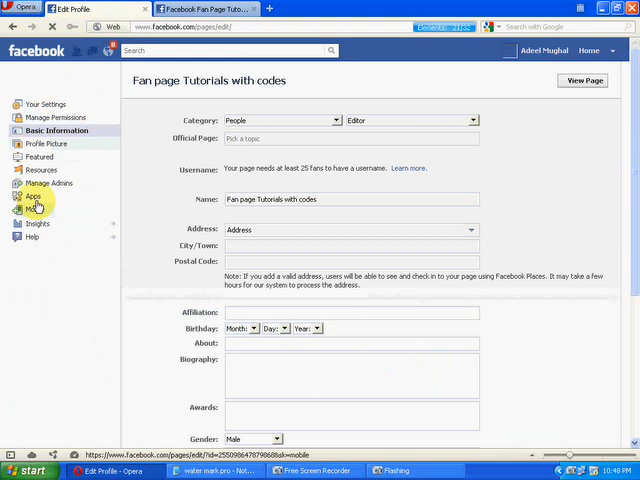 Opera
Edit Profile
Facebook Fan Page Tuto...
Web
www.facebook.com/pages/edit/
Elements: 21/32
Search with Google
facebook
8
Search
Adeel Mughal
Home
Fan page Tutorials with codes
View Page
Your Settings
Manage Permissions
Basic Information
Profile Picture
Featured
Resources
Manage Admins
Apps
Insights
Help
Category:
People
Editor
Official Page:
Pick a topic
Username:
Your page needs at least 25 fans to have a username. Learn more.
Name:
Fan page Tutorials with codes
Address:
Address
City/Town:
Postal Code:
Note: If you add a valid address, users will be able to see and check in to your page using Facebook Places. It may take a few
hours for our system to process the address.
Affiliation:
Birthday:
Month:
Day:
Year:
About:
Biography:
Awards:
Gender:
Male
https://www.facebook.com/pages/edit/?id=255098647879868&sk=mobile
start
Edit Profile - Opera
water mark pro - Not...
Free Screen Recorder
Flashing
10:48 PM